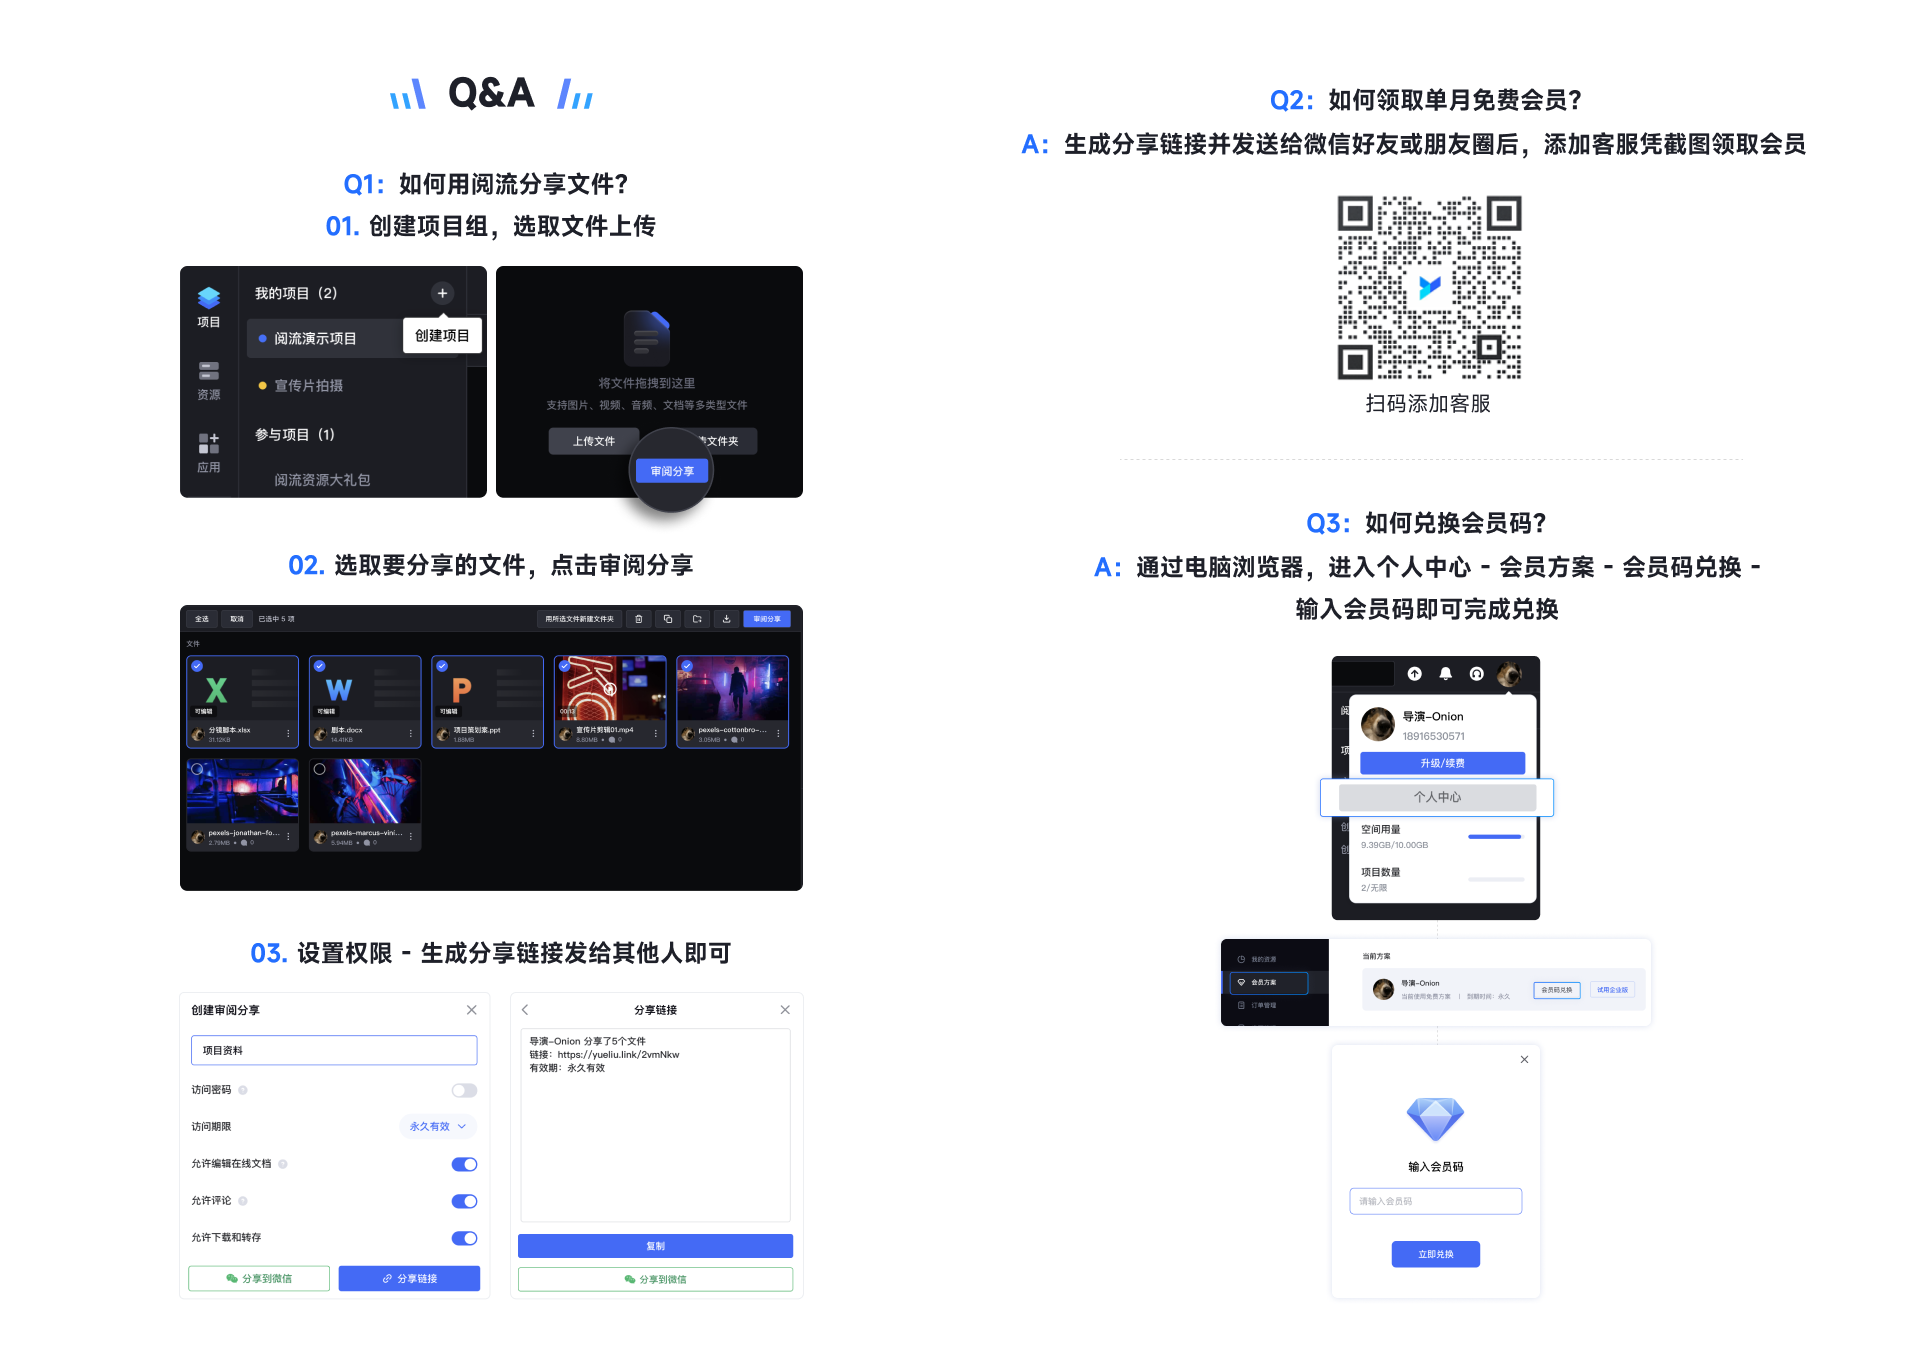 Q&A
Q1：如何用阅流分享文件？
01. 创建项目组，选取文件上传
项目
资源
应用
我的项目（2）
创建项目
阅流演示项目
宣传片拍摄
参与项目（1）
阅流资源大礼包
将文件拖拽到这里
支持图片、视频、音频、文档等多类型文件
上传文件
文件夹
审阅分享
02. 选取要分享的文件，点击审阅分享
全选 取消 已选中 5 项 用所选文件新建文件夹 审阅分享
文件
X W P
可编辑 可编辑 可编辑 00:13
分镜脚本.xlsx 剧本.docx 项目策划案.ppt 宣传片剪辑01.mp4 pexels-cottonbro-...
31.12KB 14.41KB 1.88MB 8.80MB 0 3.05MB 0
pexels-jonathan-fo... pexels-marcus-vini...
2.79MB 0 5.94MB 0
03. 设置权限 - 生成分享链接发给其他人即可
创建审阅分享
项目资料
访问密码
访问期限 永久有效
允许编辑在线文档
允许评论
允许下载和转存
分享到微信 分享链接
分享链接
导演-Onion 分享了5个文件
链接：https://yueliu.link/2vmNkw
有效期：永久有效
复制
分享到微信
Q2：如何领取单月免费会员？
A：生成分享链接并发送给微信好友或朋友圈后，添加客服凭截图领取会员
扫码添加客服
Q3：如何兑换会员码？
A：通过电脑浏览器，进入个人中心 - 会员方案 - 会员码兑换 -
输入会员码即可完成兑换
导演-Onion
18916530571
升级/续费
个人中心
空间用量
9.39GB/10.00GB
项目数量
2/无限
我的资源
会员方案
订单管理
当前方案
导演-Onion
当前使用免费方案 | 到期时间：永久
会员码兑换 试用企业版
输入会员码
请输入会员码
立即兑换